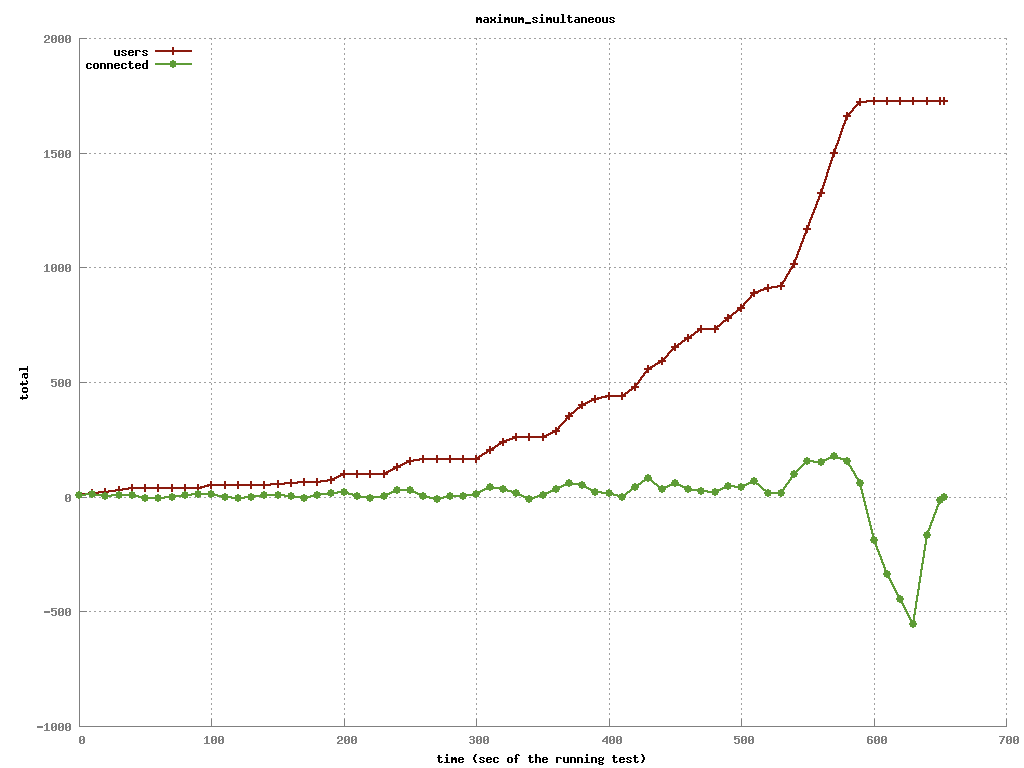 maximum_simultaneous
users
connected
2000
1500
1000
500
0
-500
-1000
total
0 100 200 300 400 500 600 700
time (sec of the running test)